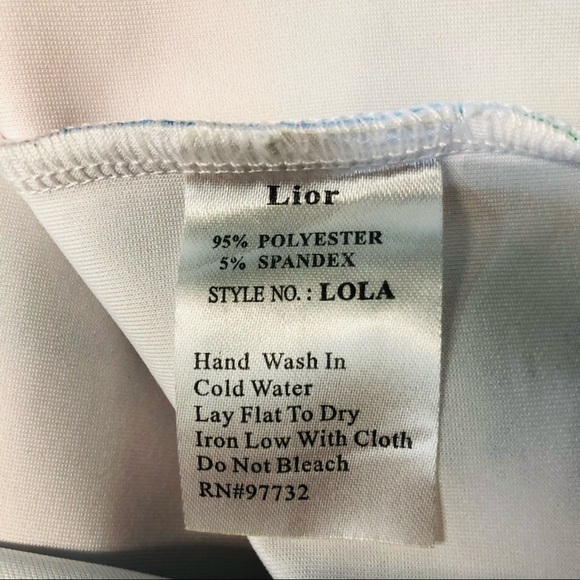 Lior
95% POLYESTER
5% SPANDEX
STYLE NO.: LOLA
Hand Wash In
Cold Water
Lay Flat To Dry
Iron Low With Cloth
Do Not Bleach
RN#97732